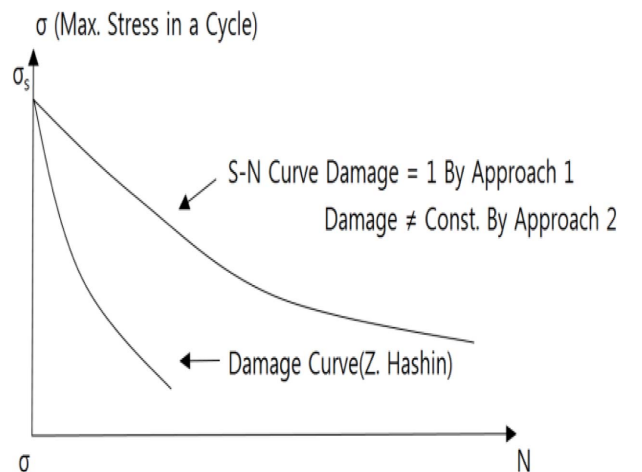 σ (Max. Stress in a Cycle)
σs
S-N Curve Damage = 1 By Approach 1
Damage ≠ Const. By Approach 2
Damage Curve(Z. Hashin)
σ
N